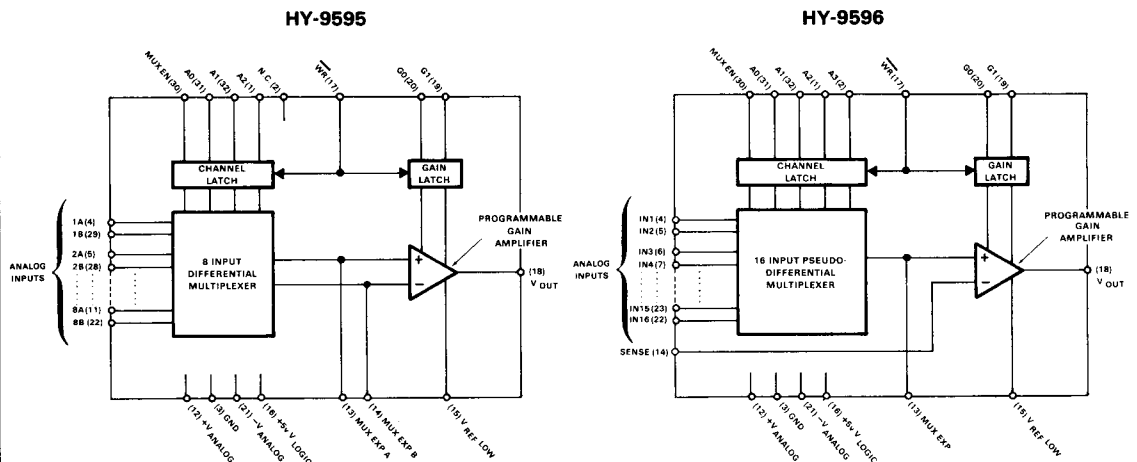 HY-9595
MUX EN(30)
A0(31)
A1(32)
A2(1)
N.C.(2)
WR(17)
G0(20)
G1(19)
CHANNEL
LATCH
GAIN
LATCH
1A(4)
1B(29)
2A(5)
2B(28)
8A(11)
8B(22)
ANALOG
INPUTS
8 INPUT
DIFFERENTIAL
MULTIPLEXER
PROGRAMMABLE
GAIN
AMPLIFIER
+
−
(18)
V OUT
(12) +V ANALOG
(3) GND
(21) −V ANALOG
(16) +5v V LOGIC
(13) MUX EXP A
(14) MUX EXP B
(15) V REF LOW
HY-9596
MUX EN(30)
A0(31)
A1(32)
A2(1)
A3(2)
WR(17)
G0(20)
G1(19)
CHANNEL
LATCH
GAIN
LATCH
IN1(4)
IN2(5)
IN3(6)
IN4(7)
IN15(23)
IN16(22)
ANALOG
INPUTS
SENSE(14)
16 INPUT PSEUDO-
DIFFERENTIAL
MULTIPLEXER
PROGRAMMABLE
GAIN
AMPLIFIER
+
−
(18)
V OUT
(12) +V ANALOG
(3) GND
(21) −V ANALOG
(16) +5v V LOGIC
(13) MUX EXP
(15) V REF LOW